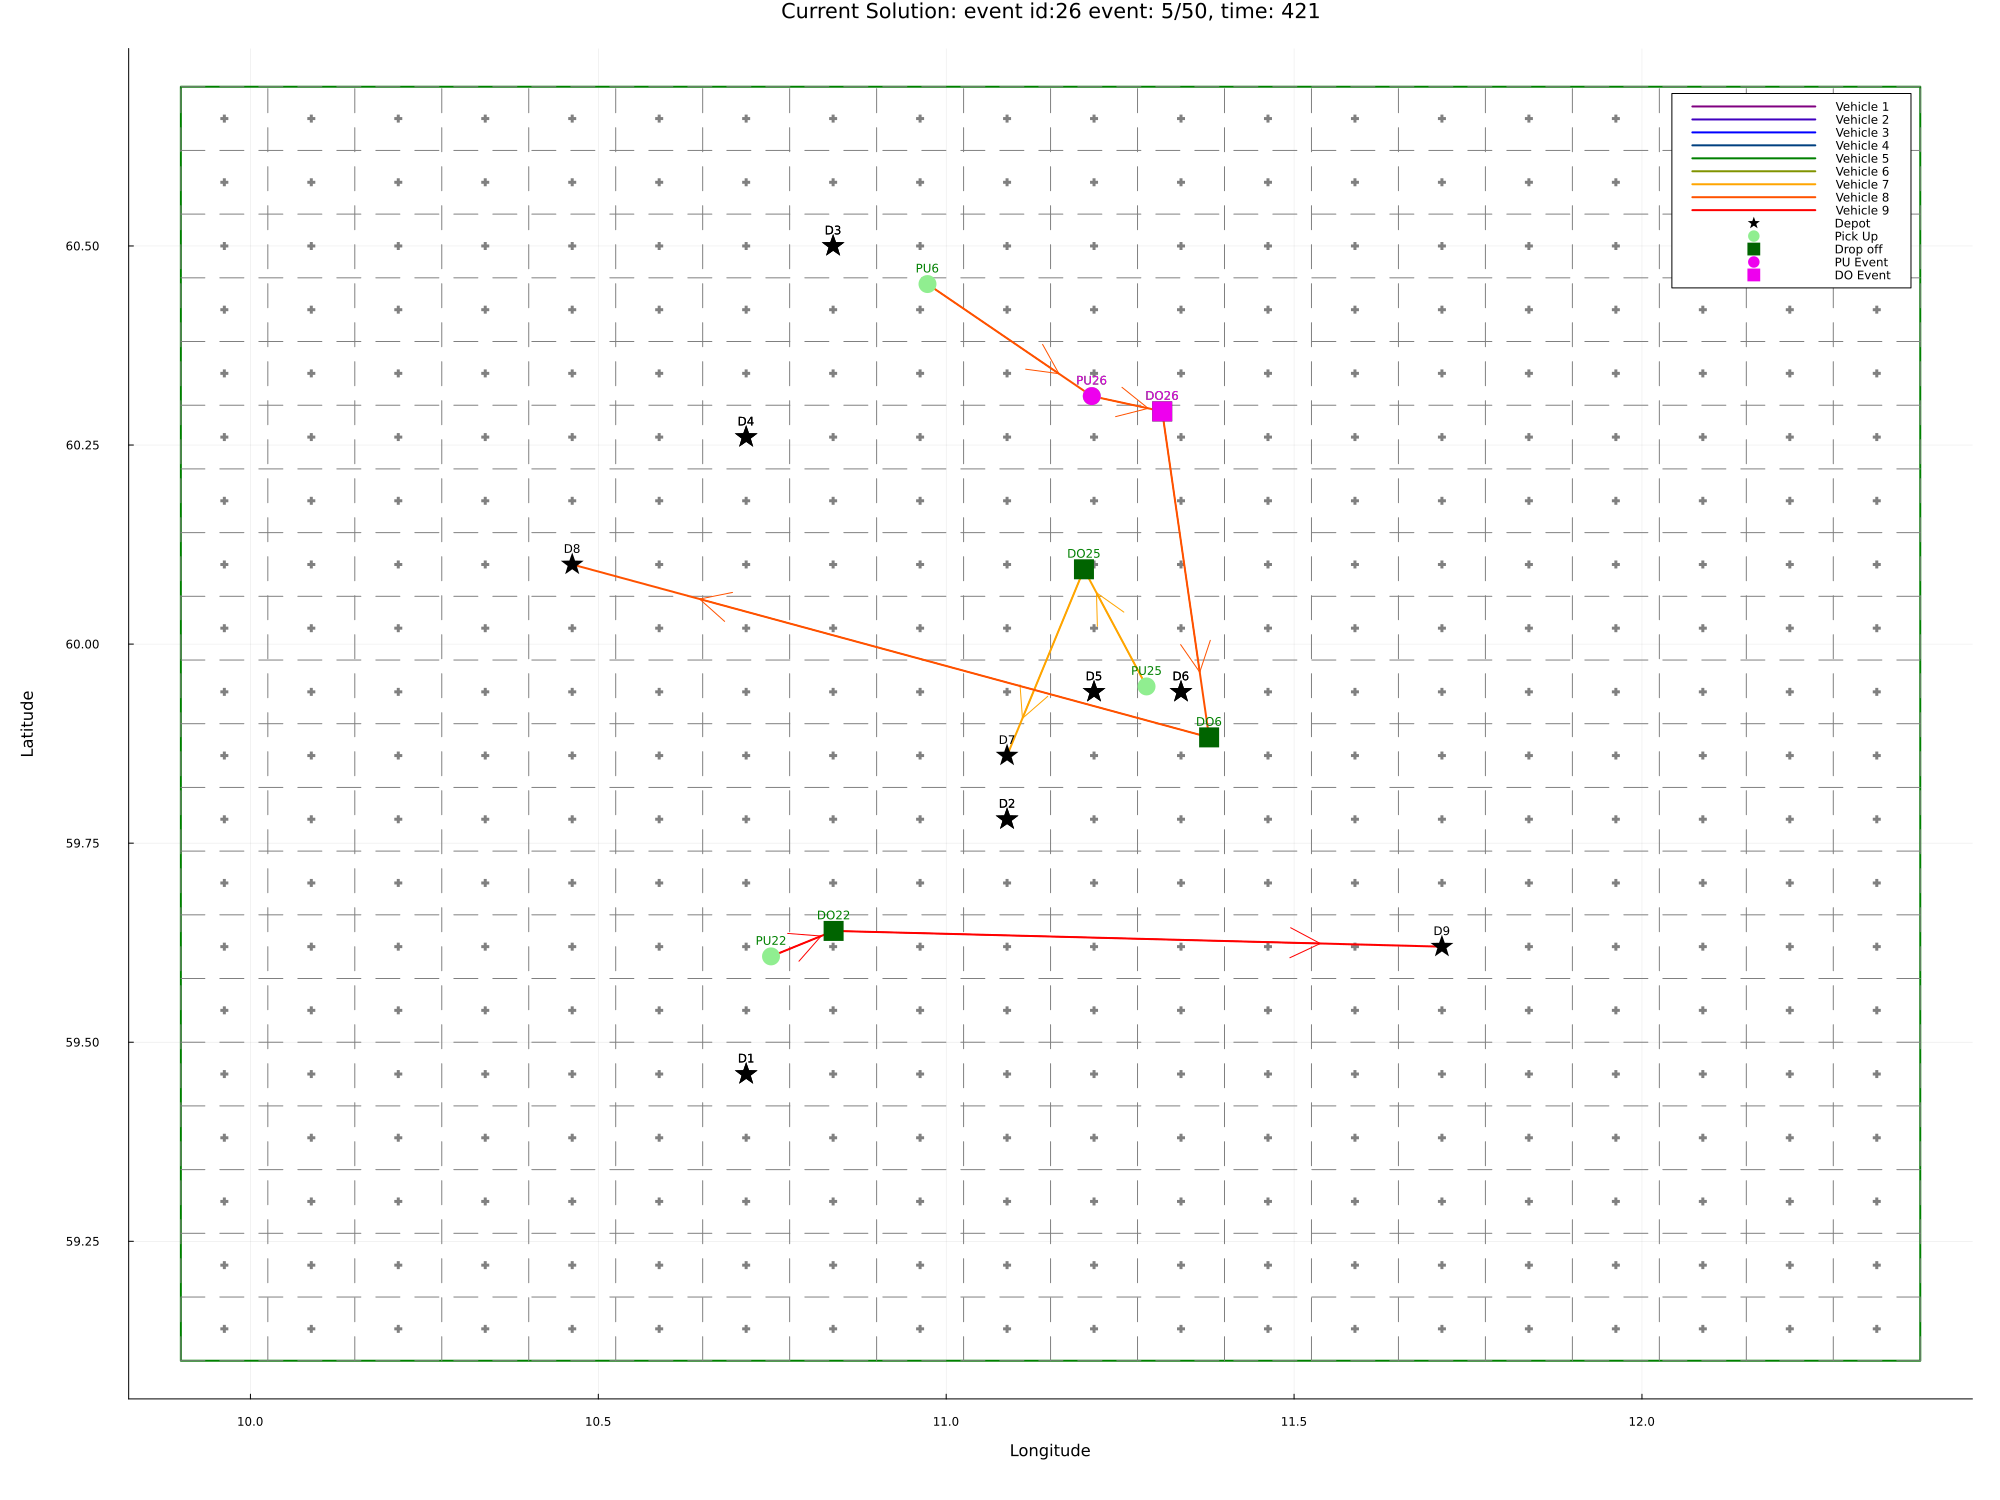 Current Solution: event id:26 event: 5/50, time: 421
Vehicle 1
Vehicle 2
Vehicle 3
Vehicle 4
Vehicle 5
Vehicle 6
Vehicle 7
Vehicle 8
Vehicle 9
Depot
Pick Up
Drop off
PU Event
DO Event
D3
60.50
PU6
PU26
DO26
D4
60.25
D8
DO25
60.00
PU25
D5
D6
DO6
Latitude
D7
D2
59.75
DO22
PU22
D9
59.50
D1
59.25
10.0
10.5
11.0
11.5
12.0
Longitude